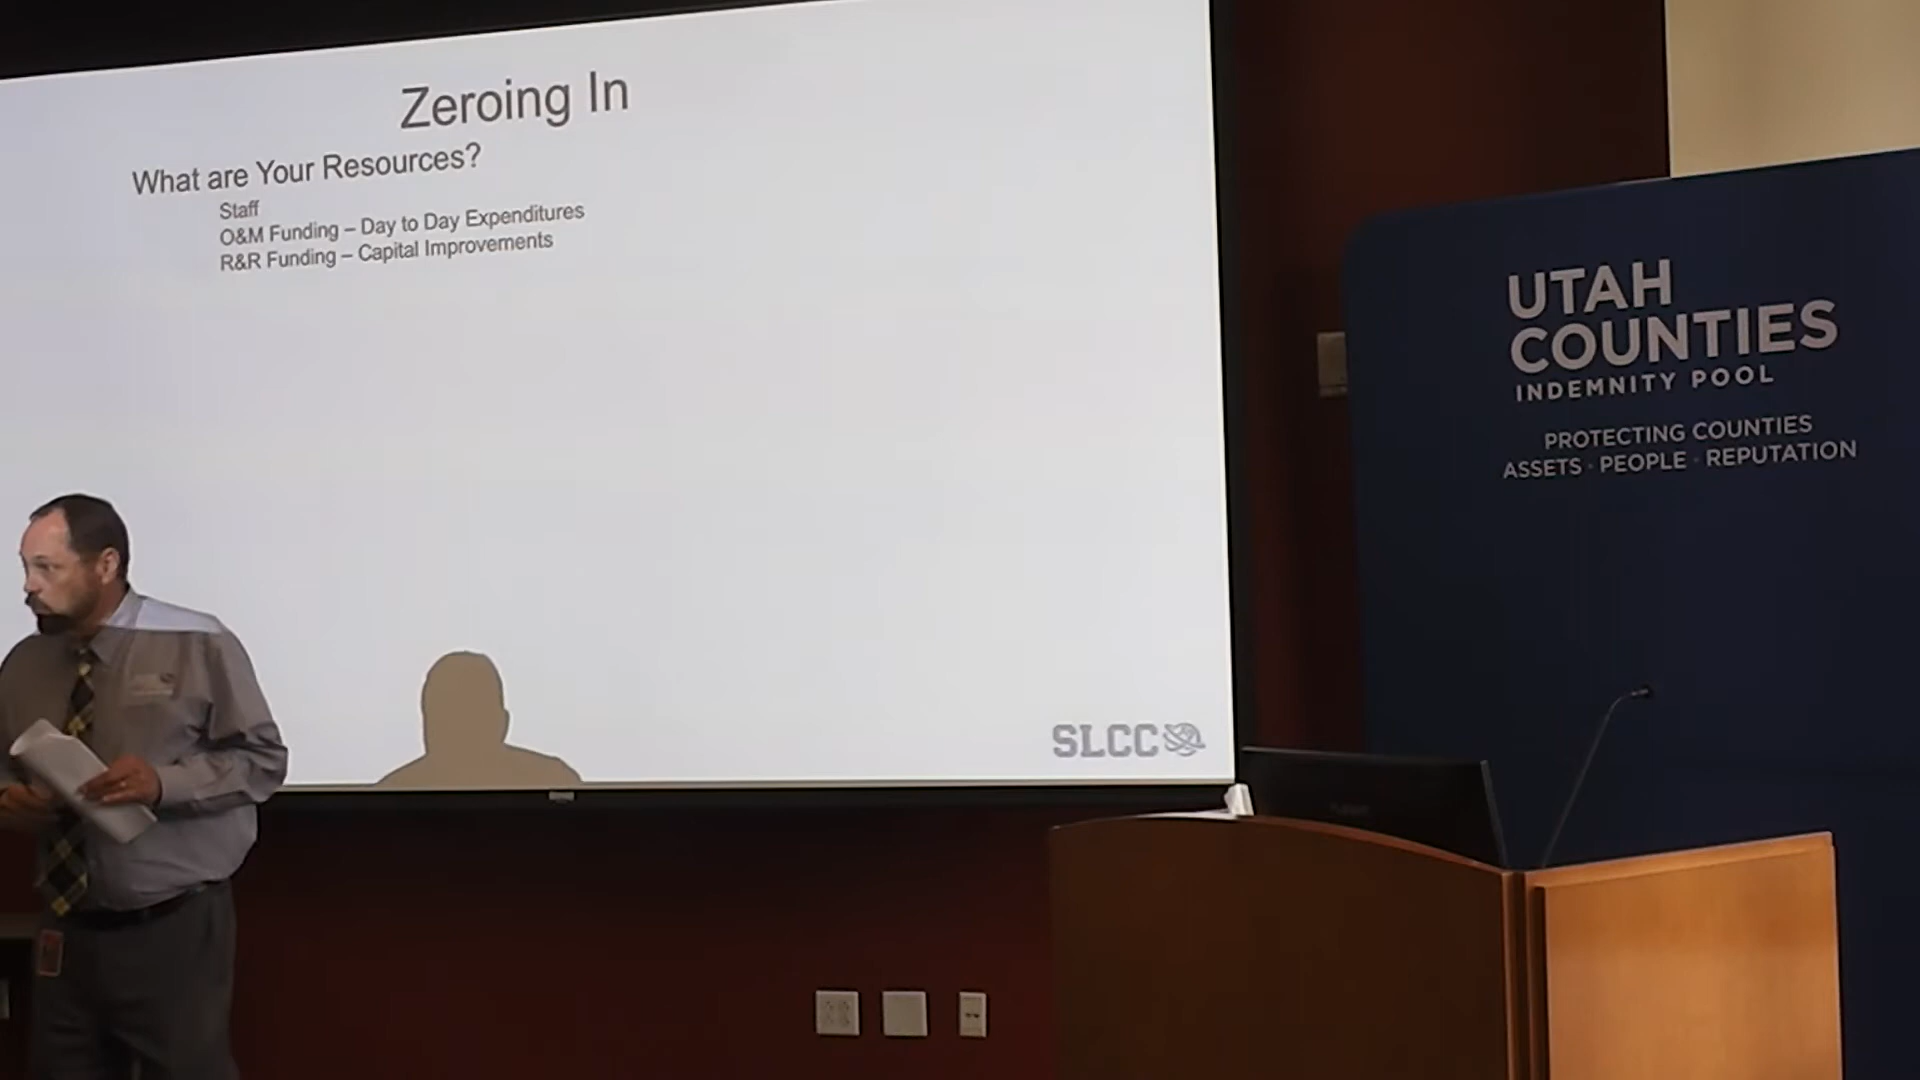 Zeroing In
What are Your Resources?
Staff
O&M Funding – Day to Day Expenditures
R&R Funding – Capital Improvements
SLCC
UTAH
COUNTIES
INDEMNITY POOL
PROTECTING COUNTIES
ASSETS · PEOPLE · REPUTATION